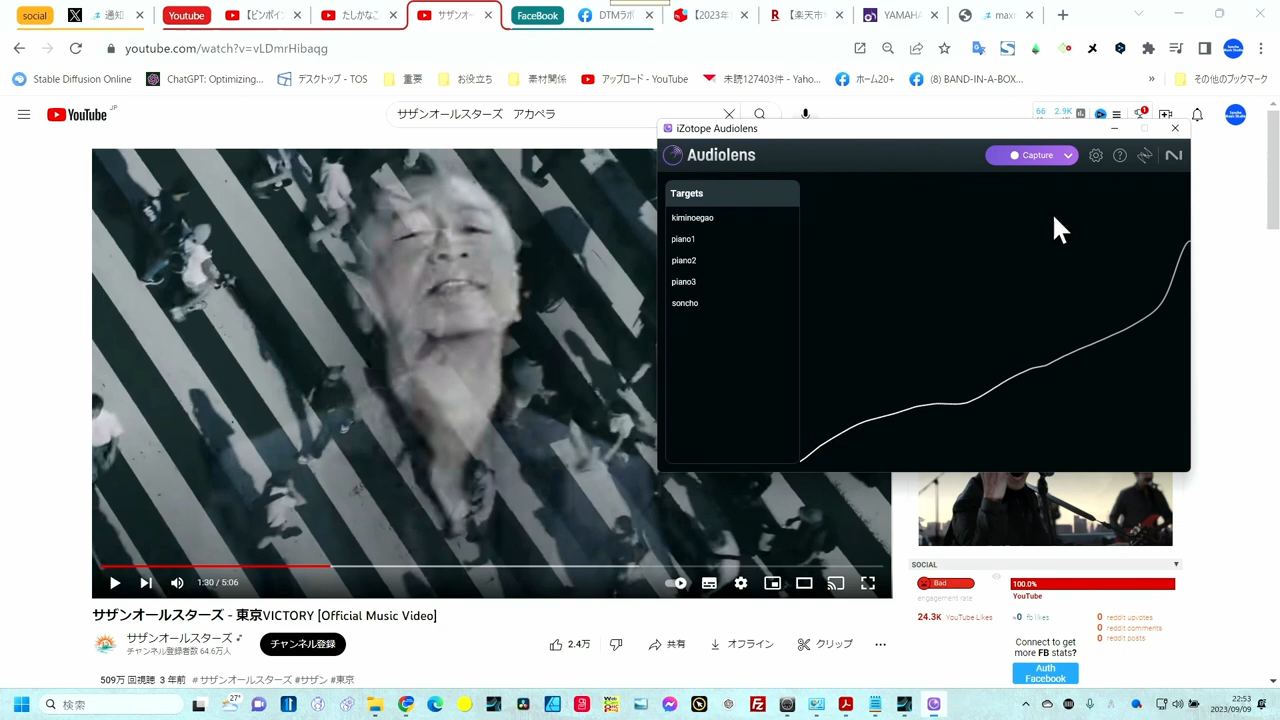 social
通知
Youtube
【ピンポイン
たしかなこ
サザンオー
FaceBook
DTMラボ
【2023年
【楽天市
YAMAHA
maxn
youtube.com/watch?v=vLDmrHibaqg
Stable Diffusion Online
ChatGPT: Optimizing...
デスクトップ - TOS
重要
お役立ち
素材関係
アップロード - YouTube
未読127403件 - Yaho...
ホーム20+
(8) BAND-IN-A-BOX...
»
その他のブックマーク
YouTube JP
サザンオールスターズ アカペラ
66
2.9K
1
iZotope Audiolens
Audiolens
Capture
Targets
kiminoegao
piano1
piano2
piano3
soncho
1:30 / 5:06
サザンオールスターズ - 東京VICTORY [Official Music Video]
サザンオールスターズ
チャンネル登録者数 64.6万人
チャンネル登録
2.4万
共有
オフライン
クリップ
509万 回視聴 3 年前 #サザンオールスターズ #サザン #東京
SOCIAL
Bad
engagement rate
100.0%
YouTube
24.3K YouTube Likes
≈0 fb likes
0 reddit upvotes
0 reddit comments
0 reddit posts
Connect to get
more FB stats?
Auth
Facebook
検索
27°
22:53
2023/09/09